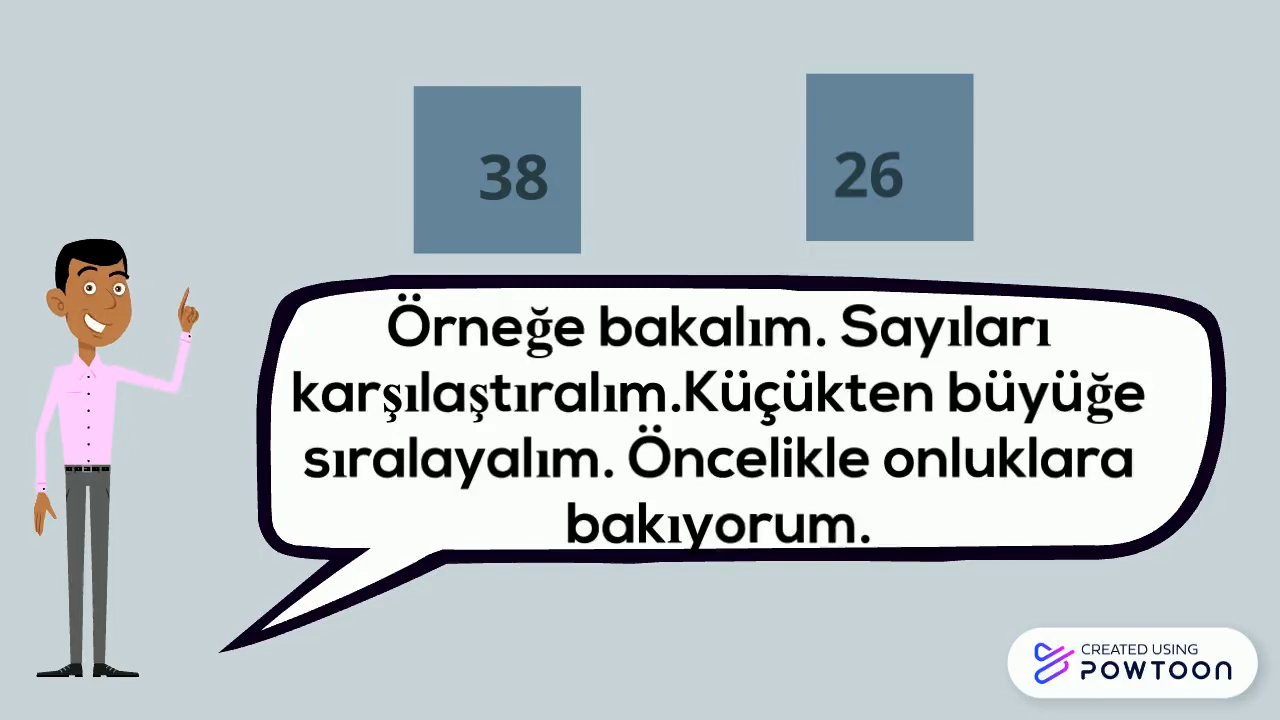 38
26
Örneğe bakalım. Sayıları
karşılaştıralım.Küçükten büyüğe
sıralayalım. Öncelikle onluklara
bakıyorum.
CREATED USING
POWTOON